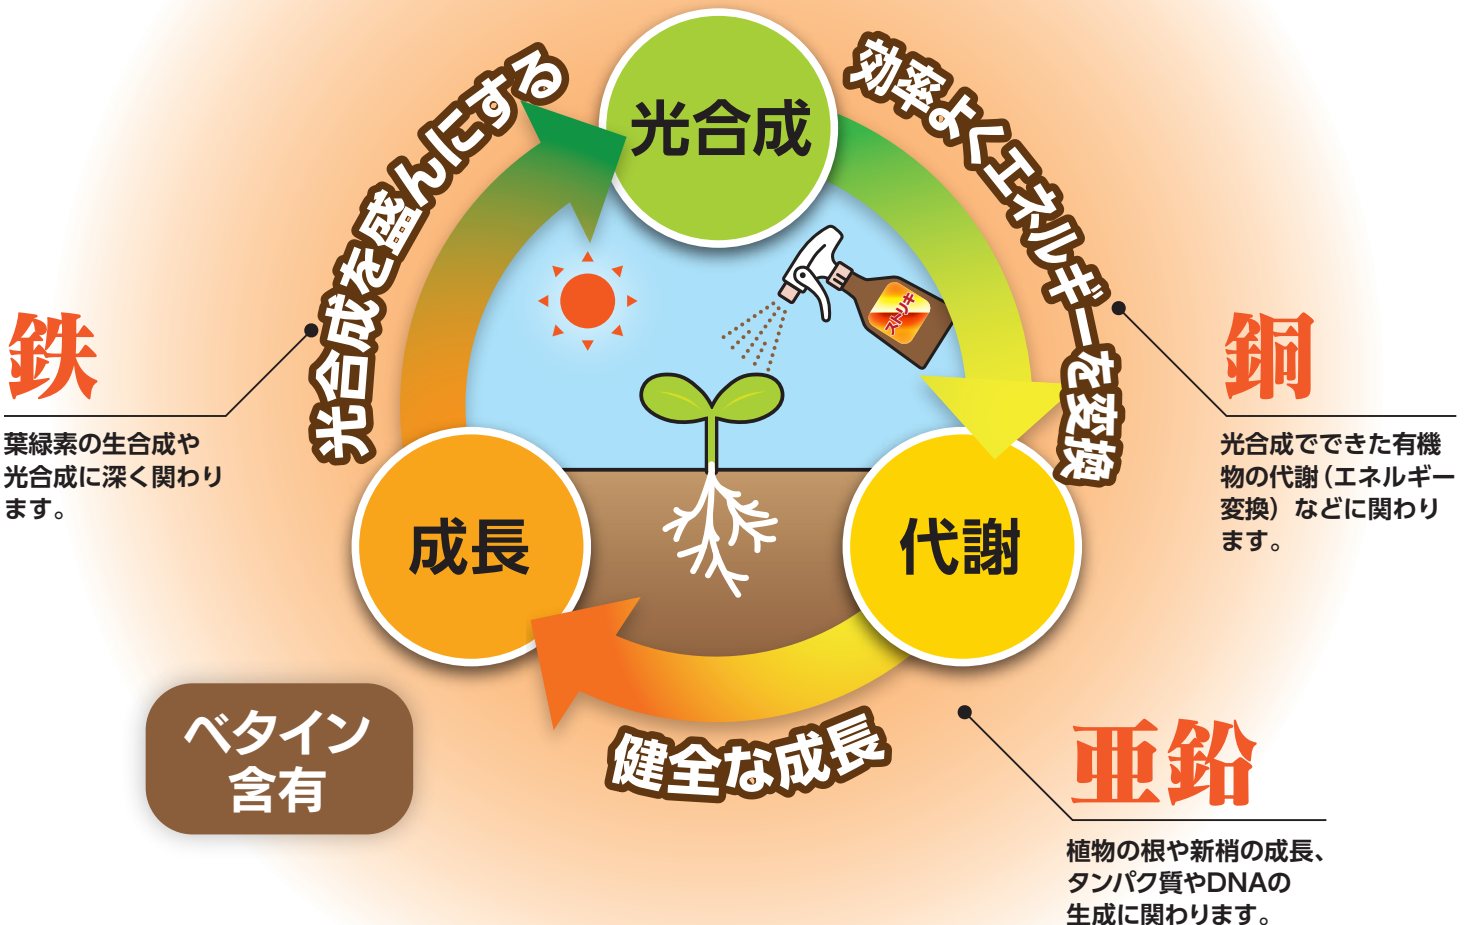 光合成
光合成を盛んにする
効率よくエネルギーを変換
ストリキ
鉄
葉緑素の生合成や
光合成に深く関わり
ます。
銅
光合成でできた有機
物の代謝（エネルギー
変換）などに関わり
ます。
成長
代謝
健全な成長
ベタイン
含有
亜鉛
植物の根や新梢の成長、
タンパク質やDNAの
生成に関わります。